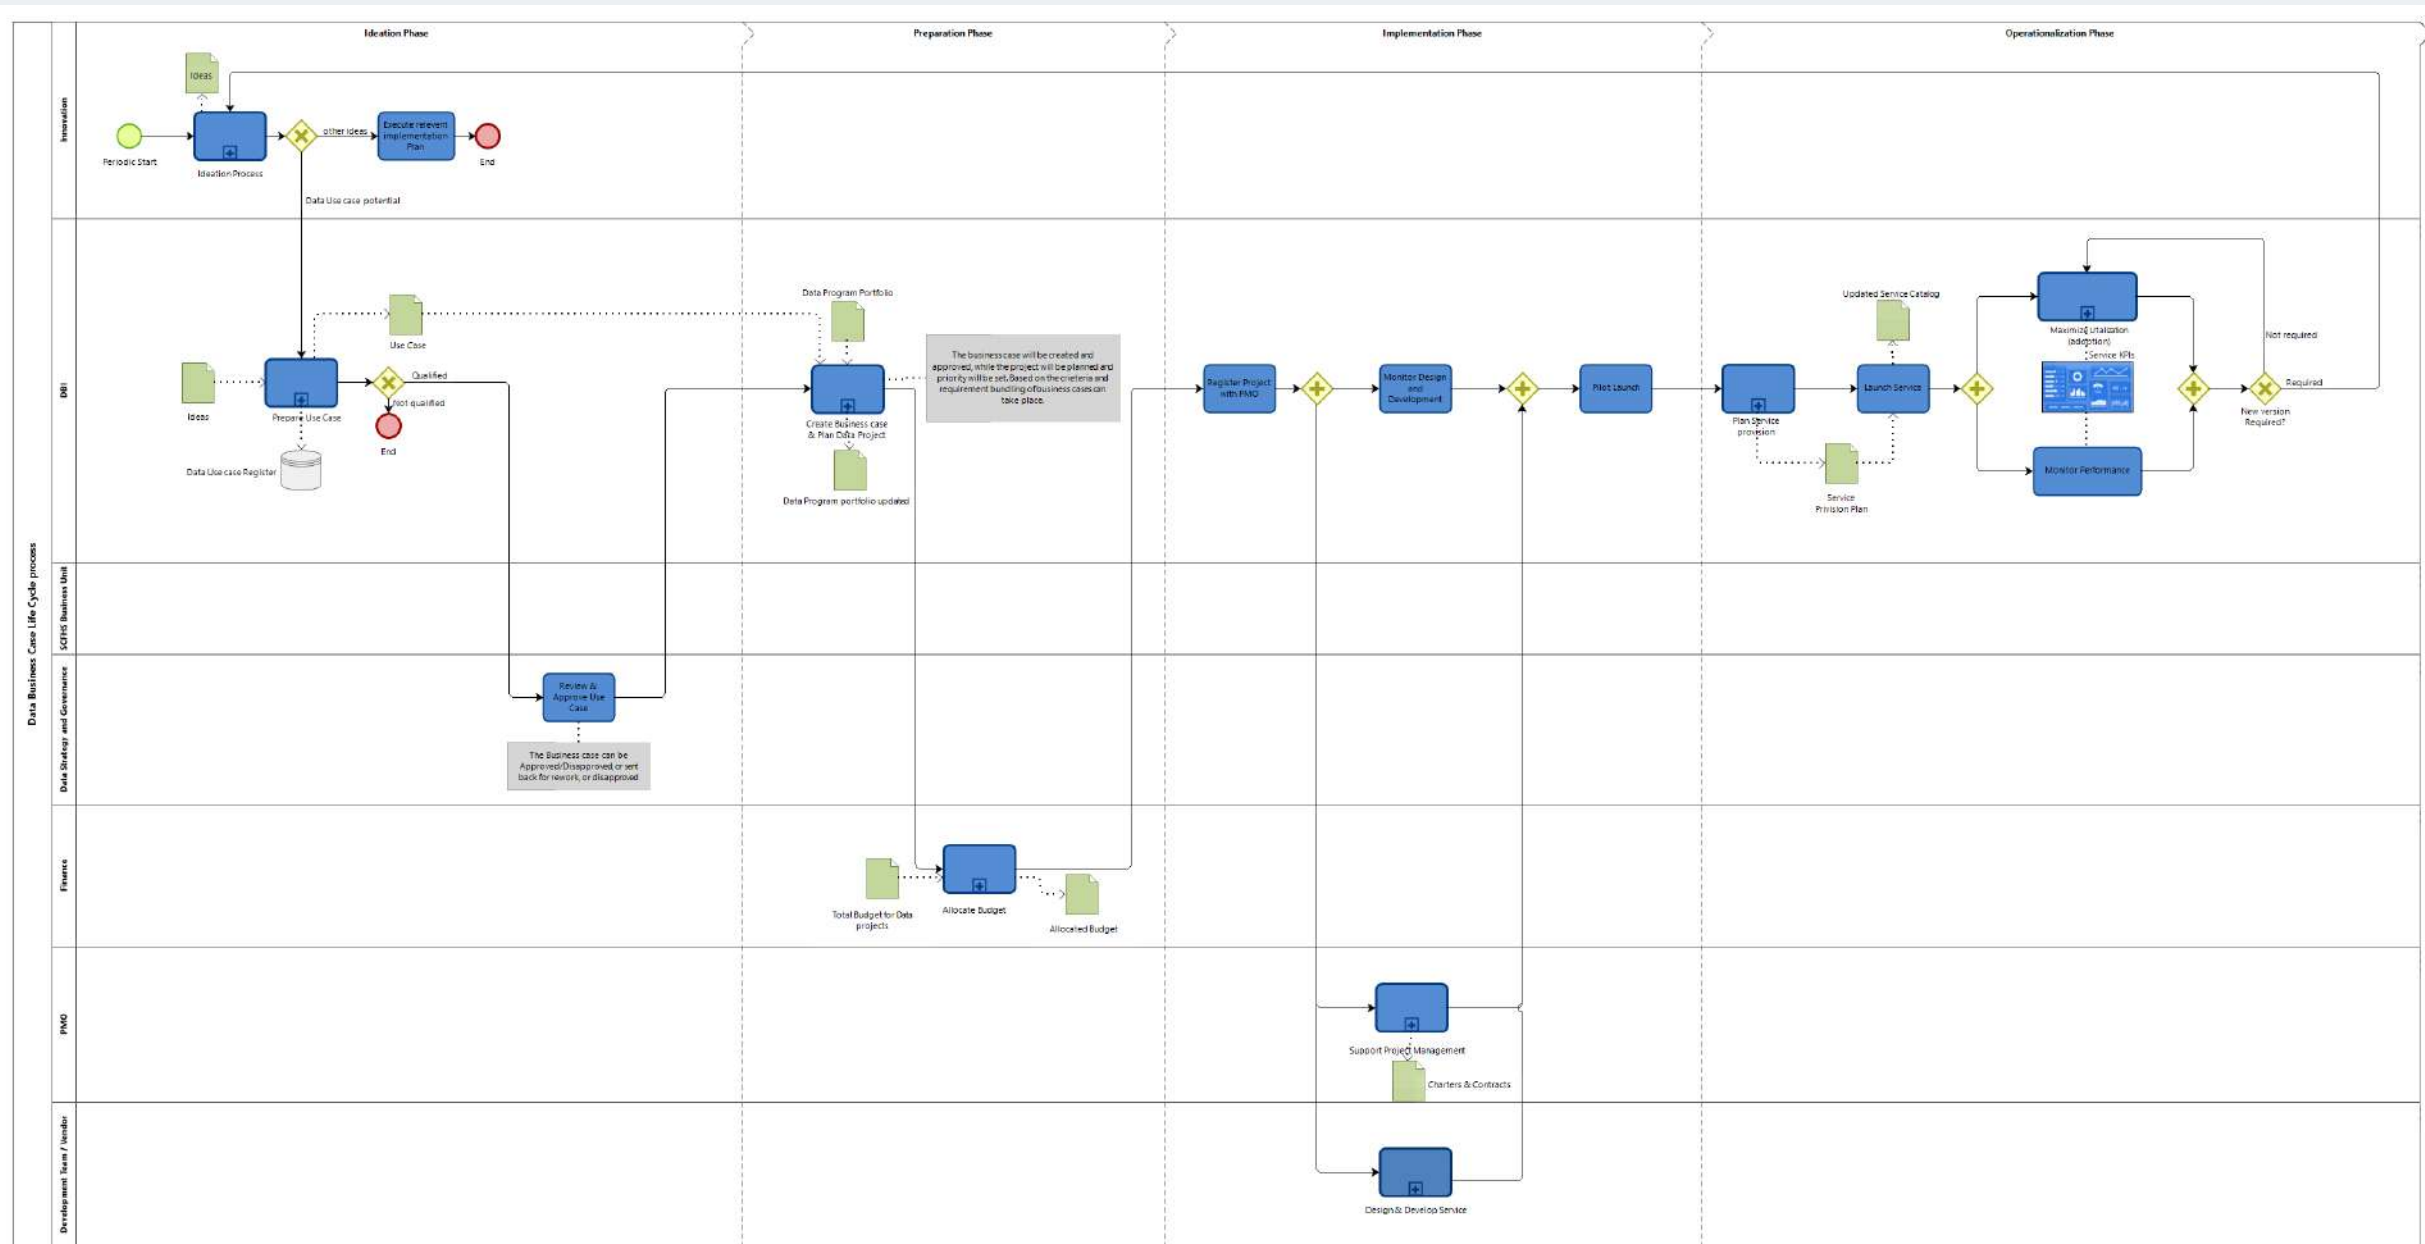 Ideation Phase
Preparation Phase
Implementation Phase
Operationalization Phase
Data Business Case Life Cycle process
Innovation
Ideas
Periodic Start
Ideation Process
other ideas
Execute relevent
implementation
Plan
End
Data Use case potential
DBI
Ideas
Use Case
Prepare Use Case
Data Use case Register
Qualified
Not qualified
End
Data Program Portfolio
Create Business case
& Plan Data Project
Data Program portfolio updated
The business case will be created and
approved, while the project will be planned and
priority will be set. Based on the crieteria and
requirement bundling of business cases can
take place.
Register Project
with PMO
Monitor Design
and
Development
Pilot Launch
Plan Service
provision
Service
Privision Plan
Updated Service Catalog
Launch Service
Maximize Utalization
(adoption)
Service KPIs
Monitor Performance
Not required
Required
New version
Required?
SCFHS Business Unit
Data Strategy and Governance
Review &
Approve Use
Case
The Business case can be
Approved/Disapproved, or sent
back for rework, or disapproved
Finance
Total Budget for Data
projects
Allocate Budget
Allocated Budget
PMO
Support Project Management
Charters & Contracts
Development Team / Vendor
Design & Develop Service